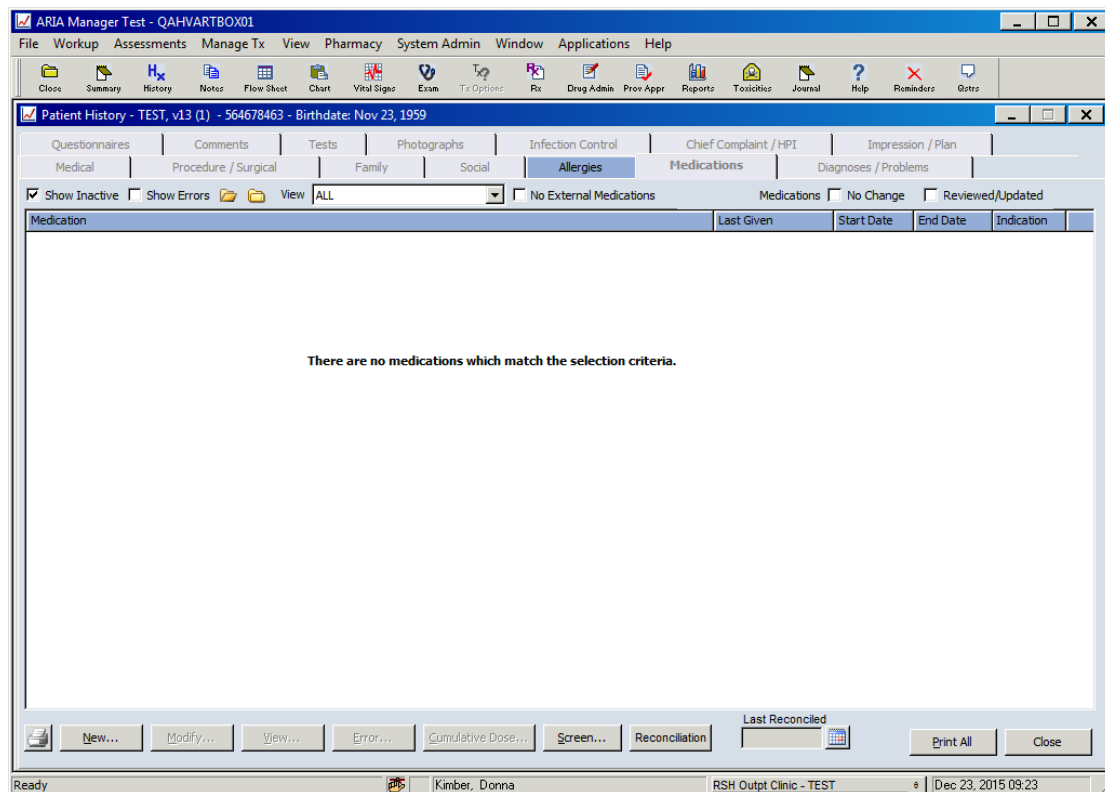 ARIA Manager Test - QAHVARTBOX01
File Workup Assessments Manage Tx View Pharmacy System Admin Window Applications Help
Close Summary History Notes Flow Sheet Chart Vital Signs Exam Tx Options Rx Drug Admin Prov Appr Reports Toxicities Journal Help Reminders Qstrs
Patient History - TEST, v13 (1) - 564678463 - Birthdate: Nov 23, 1959
Questionnaires Comments Tests Photographs Infection Control Chief Complaint / HPI Impression / Plan
Medical Procedure / Surgical Family Social Allergies Medications Diagnoses / Problems
Show Inactive Show Errors View ALL No External Medications Medications No Change Reviewed/Updated
Medication Last Given Start Date End Date Indication
There are no medications which match the selection criteria.
Last Reconciled
New... Modify... View... Error... Cumulative Dose... Screen... Reconciliation Print All Close
Ready Kimber, Donna RSH Outpt Clinic - TEST Dec 23, 2015 09:23